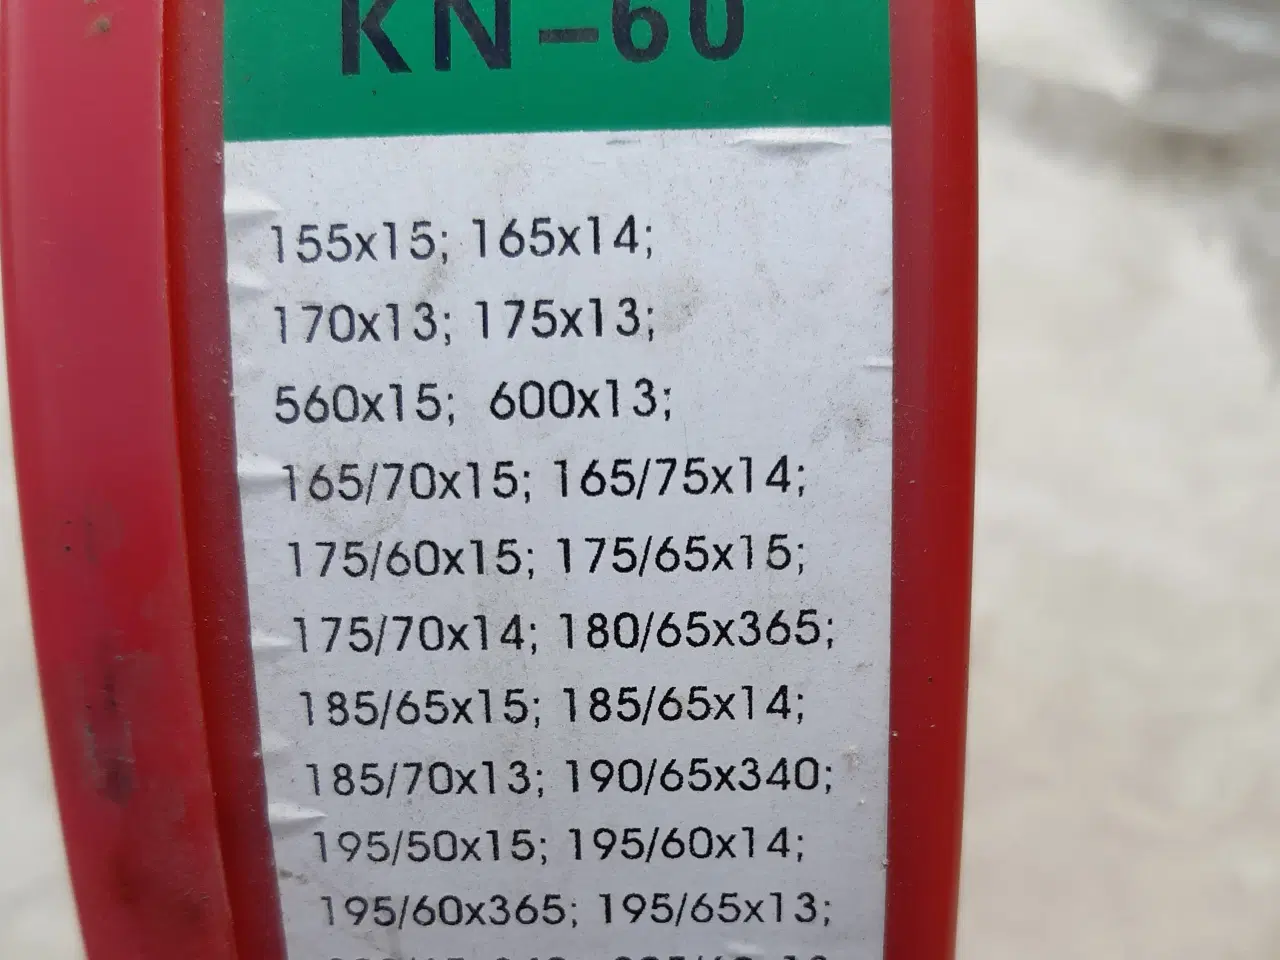 KN-60
155x15; 165x14;
170x13; 175x13;
560x15; 600x13;
165/70x15; 165/75x14;
175/60x15; 175/65x15;
175/70x14; 180/65x365;
185/65x15; 185/65x14;
185/70x13; 190/65x340;
195/50x15; 195/60x14;
195/60x365; 195/65x13;